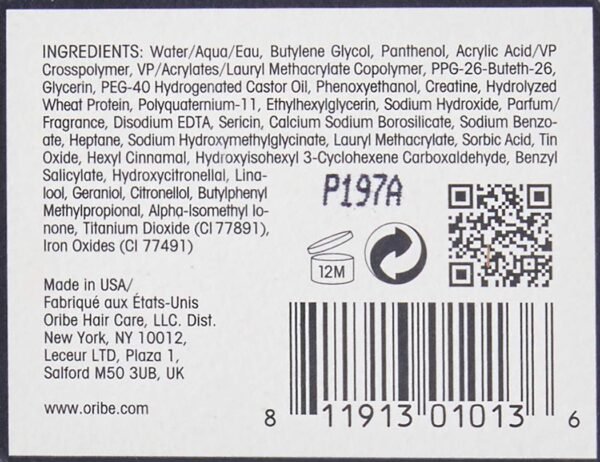 INGREDIENTS: Water/Aqua/Eau, Butylene Glycol, Panthenol, Acrylic Acid/VP
Crosspolymer, VP/Acrylates/Lauryl Methacrylate Copolymer, PPG-26-Buteth-26,
Glycerin, PEG-40 Hydrogenated Castor Oil, Phenoxyethanol, Creatine, Hydrolyzed
Wheat Protein, Polyquaternium-11, Ethylhexylglycerin, Sodium Hydroxide, Parfum/
Fragrance, Disodium EDTA, Sericin, Calcium Sodium Borosilicate, Sodium Benzo-
ate, Heptane, Sodium Hydroxymethylglycinate, Lauryl Methacrylate, Sorbic Acid, Tin
Oxide, Hexyl Cinnamal, Hydroxyisohexyl 3-Cyclohexene Carboxaldehyde, Benzyl
Salicylate, Hydroxycitronellal, Lina-
lool, Geraniol, Citronellol, Butylphenyl
Methylpropional, Alpha-Isomethyl Io-
none, Titanium Dioxide (CI 77891),
Iron Oxides (CI 77491)
P197A
12M
Made in USA/
Fabriqué aux États-Unis
Oribe Hair Care, LLC. Dist.
New York, NY 10012,
Leceur LTD, Plaza 1,
Salford M50 3UB, UK
www.oribe.com
8 11913 01013 6